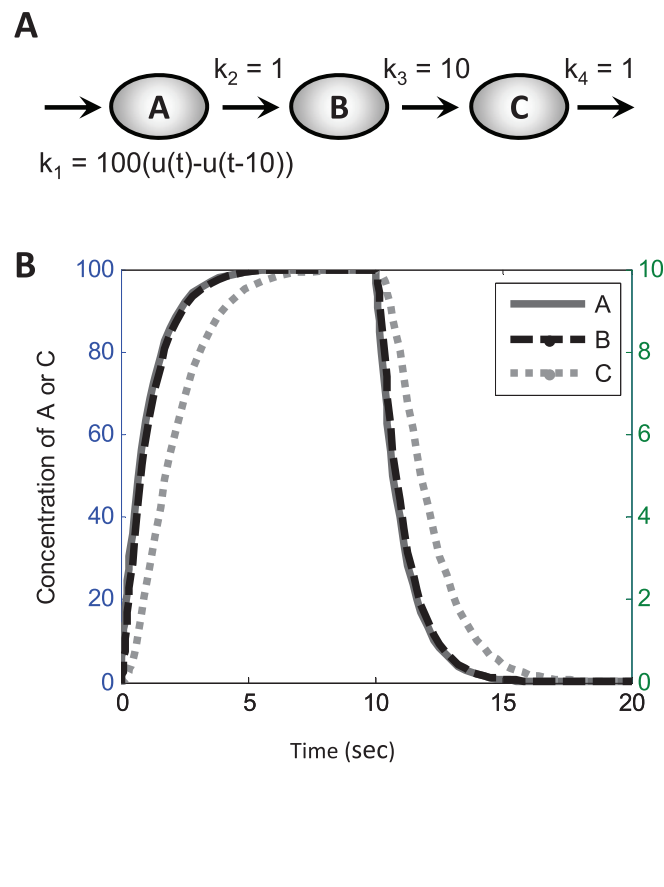 A
k2 = 1 k3 = 10 k4 = 1
A B C
k1 = 100(u(t)-u(t-10))
B
100 10
A
B
80 8
C
60 6
Concentration of A or C
40 4
20 2
0 0
0 5 10 15 20
Time (sec)